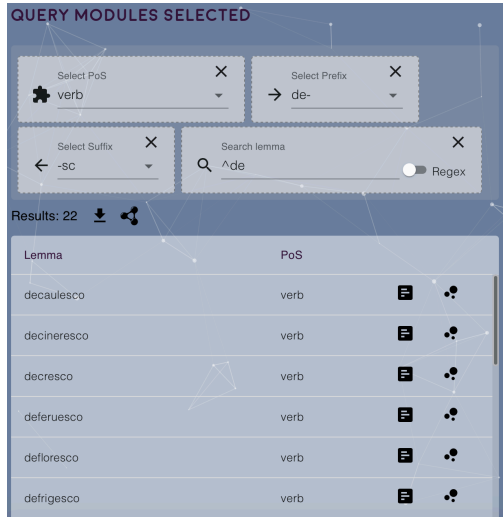 QUERY MODULES SELECTED
Select PoS
verb
Select Prefix
de-
Select Suffix
-sc
Search lemma
^de
Regex
Results: 22
Lemma PoS
decaulesco verb
decineresco verb
decresco verb
deferuesco verb
defloresco verb
defrigesco verb